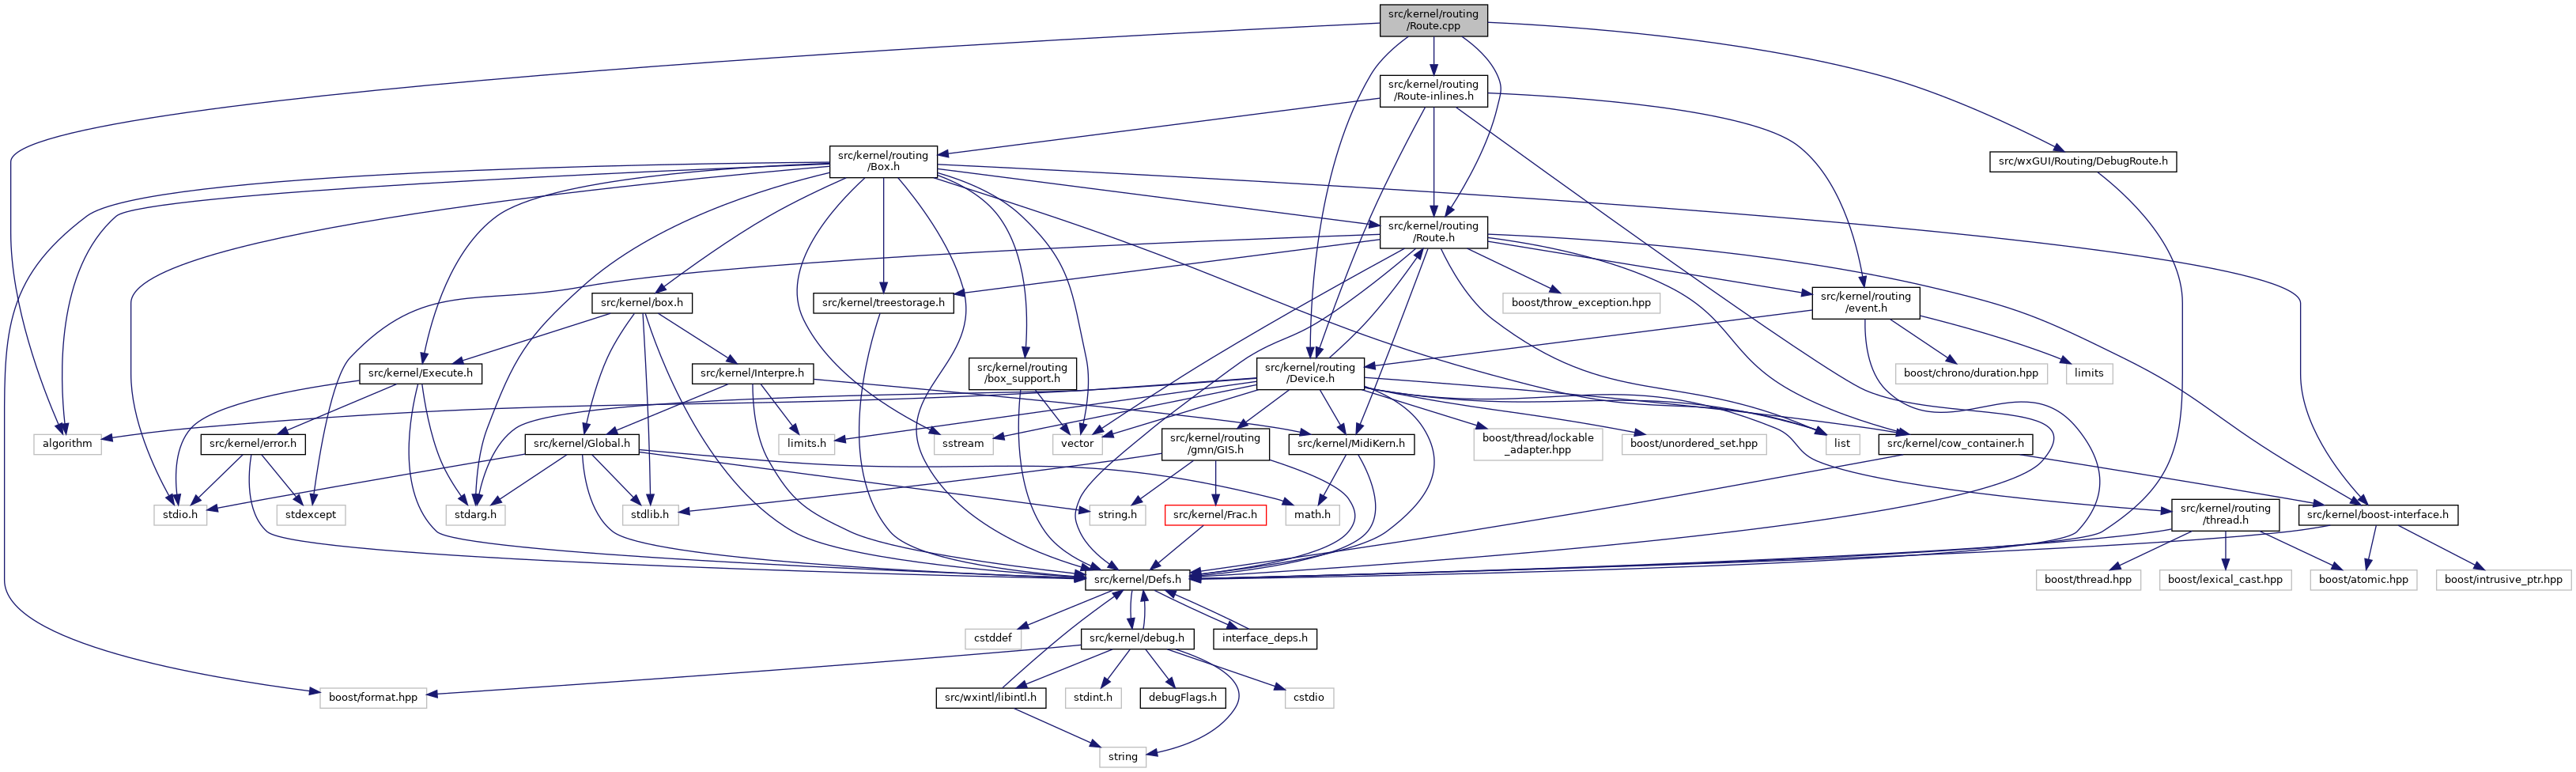 src/kernel/routing
/Route.cpp
src/kernel/routing
/Route-inlines.h
src/kernel/routing
/Box.h
src/wxGUI/Routing/DebugRoute.h
src/kernel/routing
/Route.h
src/kernel/box.h
src/kernel/treestorage.h
boost/throw_exception.hpp
src/kernel/routing
/event.h
src/kernel/Execute.h
src/kernel/Interpre.h
src/kernel/routing
/box_support.h
src/kernel/routing
/Device.h
boost/chrono/duration.hpp
limits
algorithm
src/kernel/error.h
src/kernel/Global.h
limits.h
sstream
vector
src/kernel/routing
/gmn/GIS.h
src/kernel/MidiKern.h
boost/thread/lockable
_adapter.hpp
boost/unordered_set.hpp
list
src/kernel/cow_container.h
stdio.h
stdexcept
stdarg.h
stdlib.h
string.h
src/kernel/Frac.h
math.h
src/kernel/routing
/thread.h
src/kernel/boost-interface.h
src/kernel/Defs.h
boost/thread.hpp
boost/lexical_cast.hpp
boost/atomic.hpp
boost/intrusive_ptr.hpp
cstddef
src/kernel/debug.h
interface_deps.h
boost/format.hpp
src/wxintl/libintl.h
stdint.h
debugFlags.h
cstdio
string